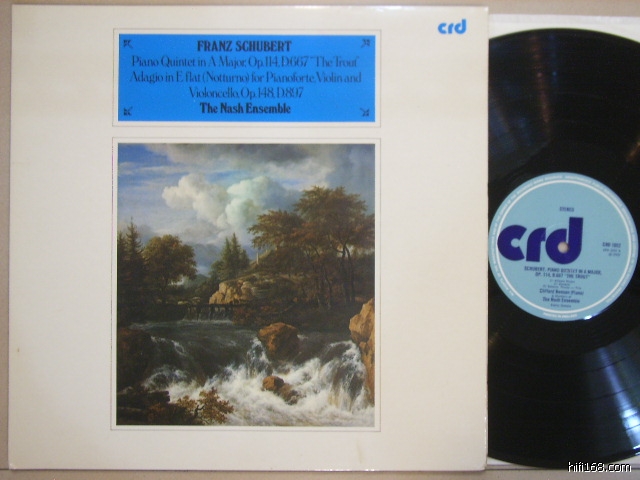 crd
FRANZ SCHUBERT
Piano Quintet in A Major, Op.114, D.667 "The Trout"
Adagio in E flat (Notturno) for Pianoforte, Violin and
Violoncello, Op.148, D.897
The Nash Ensemble
STEREO
crd
SCHUBERT: PIANO QUINTET IN A MAJOR,
OP. 114, D.667 "THE TROUT"
The Nash Ensemble
hifi168.com